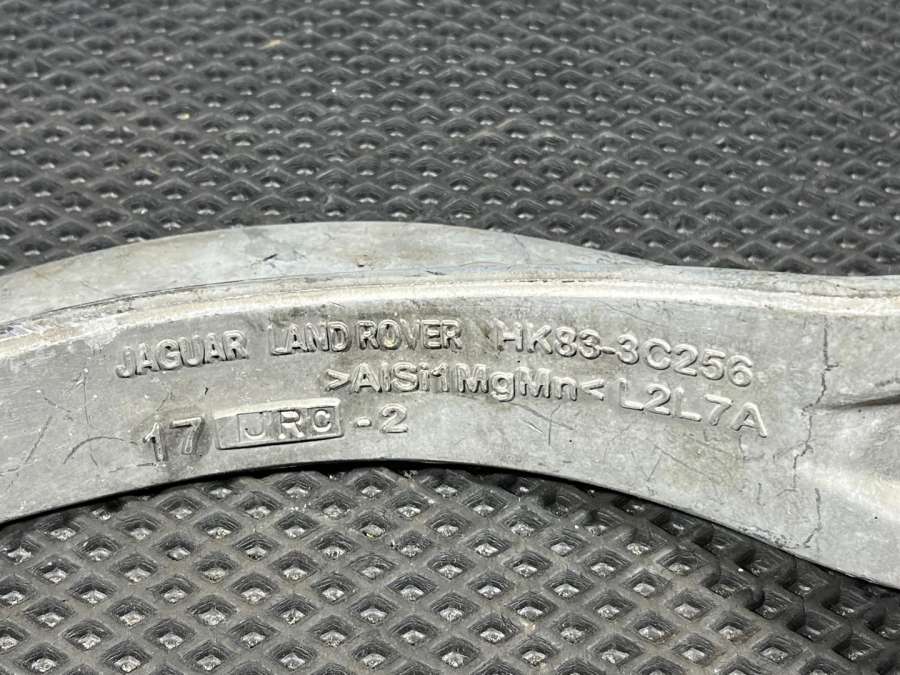 JAGUAR LAND ROVER HK83-3C256
>AlSi1MgMn< L2L7A
17 JRC -2